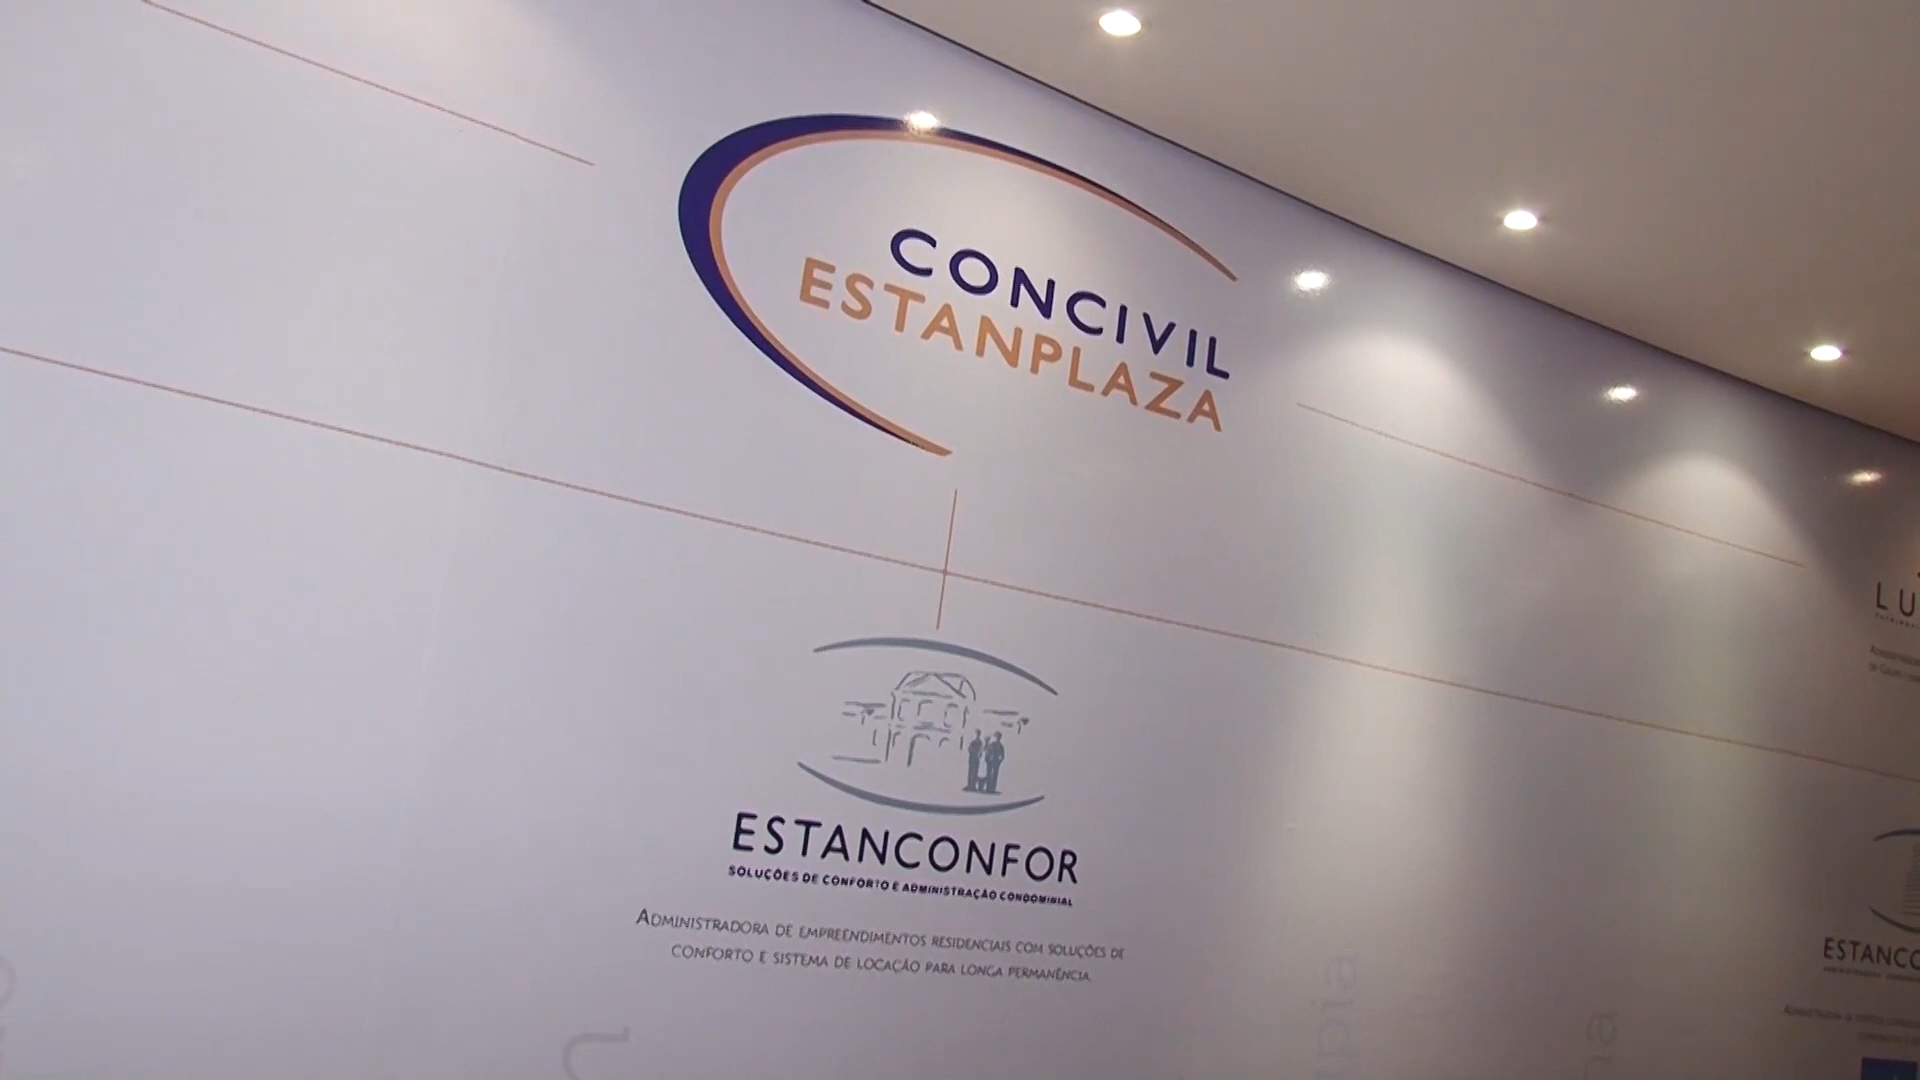 CONCIVIL
ESTANPLAZA
LU
ESTANCONFOR
SOLUÇÕES DE CONFORTO E ADMINISTRAÇÃO CONDOMINIAL
ADMINISTRADORA DE EMPREENDIMENTOS RESIDENCIAIS COM SOLUÇÕES DE
CONFORTO E SISTEMA DE LOCAÇÃO PARA LONGA PERMANÊNCIA.
ESTANCO